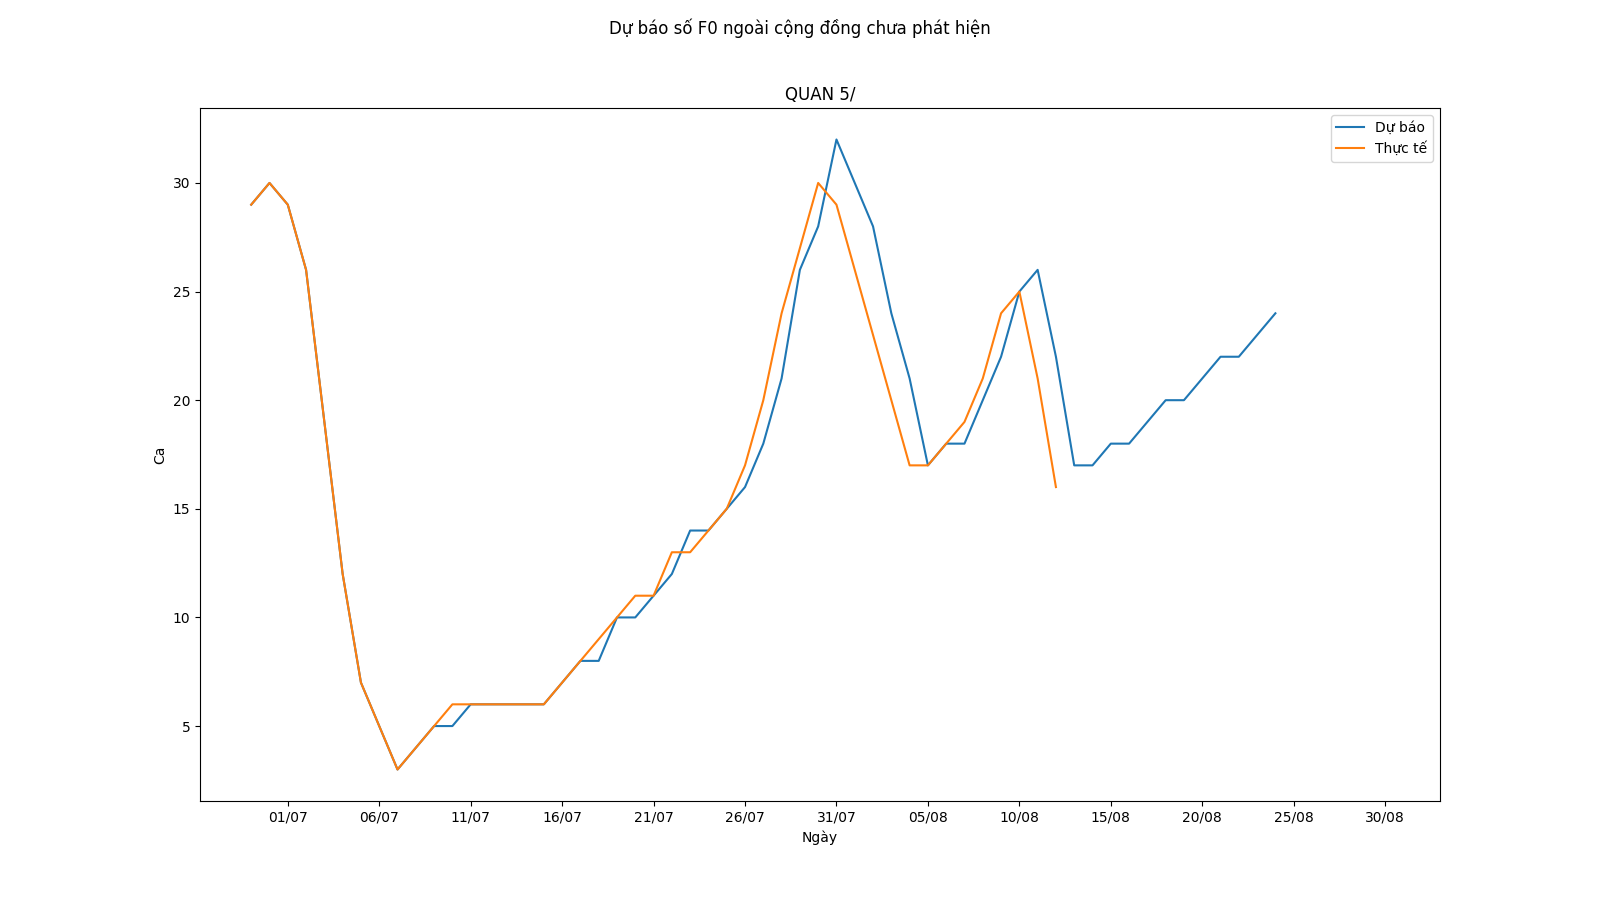 Dự báo số F0 ngoài cộng đồng chưa phát hiện
QUAN 5/
Dự báo
Thực tế
Ca
30
25
20
15
10
5
01/07 06/07 11/07 16/07 21/07 26/07 31/07 05/08 10/08 15/08 20/08 25/08 30/08
Ngày